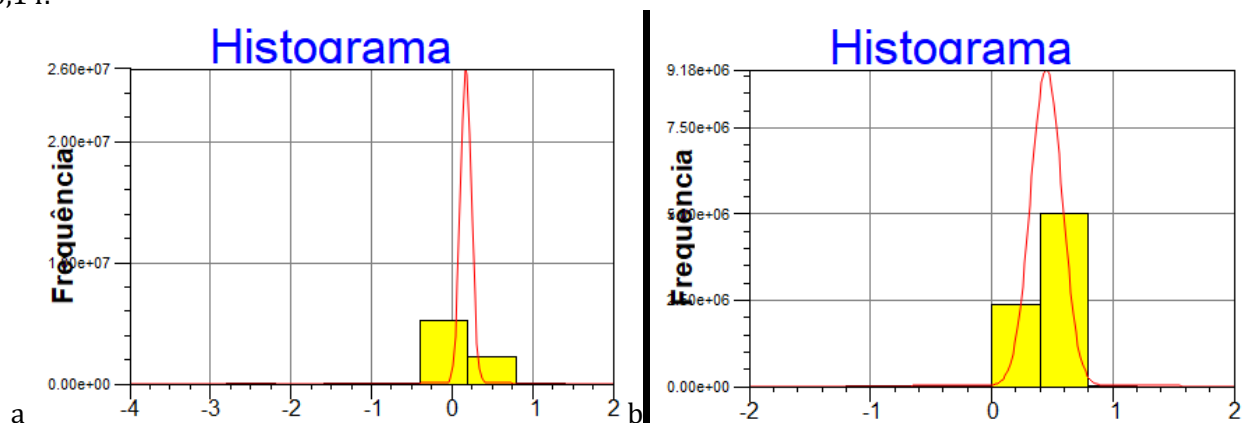 Histograma
2.60e+07
2.00e+07
Frequência
0.00e+00
-4 -3 -2 -1 0 1 2
a
Histograma
9.18e+06
7.50e+06
Frequência
0.00e+00
-2 -1 0 1 2
b